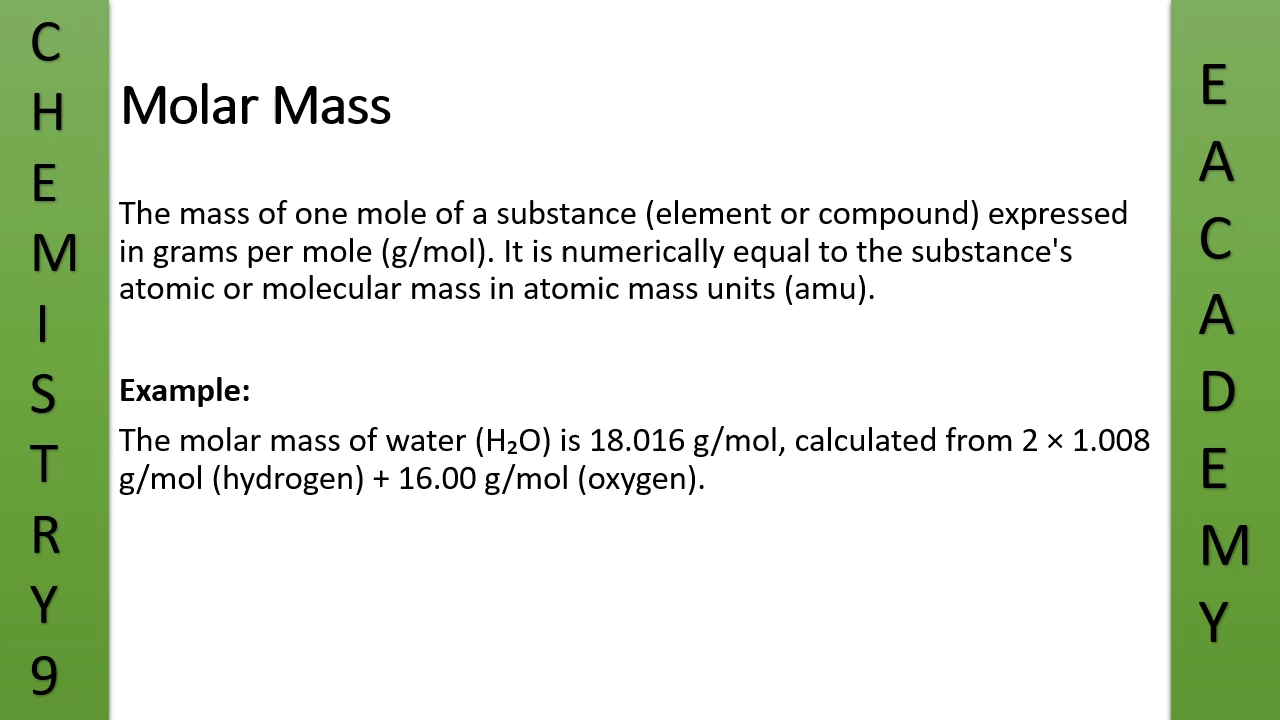 CHEMISTRY9
Molar Mass
The mass of one mole of a substance (element or compound) expressed
in grams per mole (g/mol). It is numerically equal to the substance's
atomic or molecular mass in atomic mass units (amu).
Example:
The molar mass of water (H₂O) is 18.016 g/mol, calculated from 2 × 1.008
g/mol (hydrogen) + 16.00 g/mol (oxygen).
EACADEMY